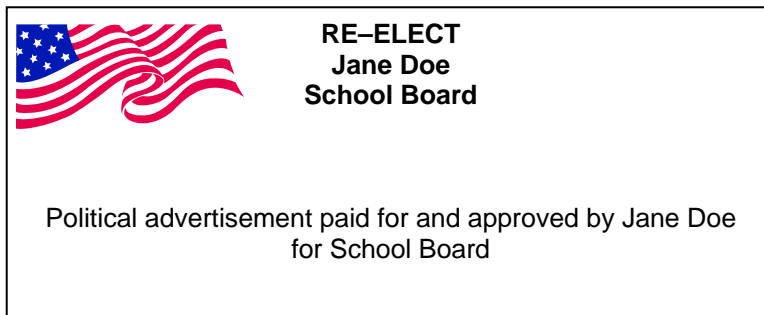 RE–ELECT
Jane Doe
School Board
Political advertisement paid for and approved by Jane Doe
for School Board